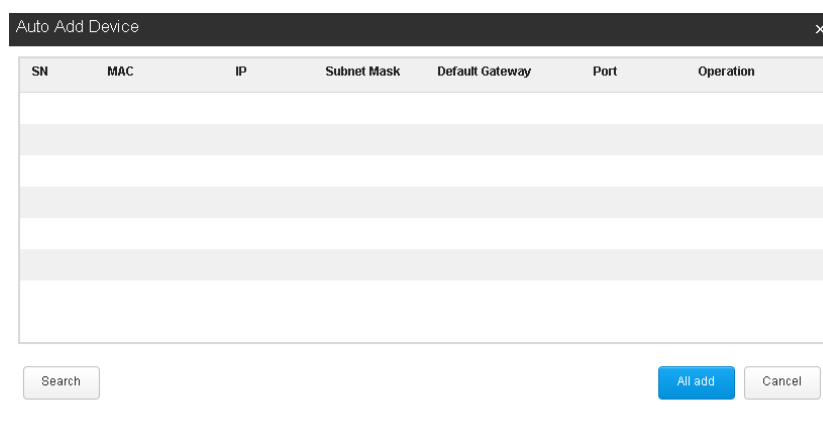 Auto Add Device
SN MAC IP Subnet Mask Default Gateway Port Operation
Search All add Cancel